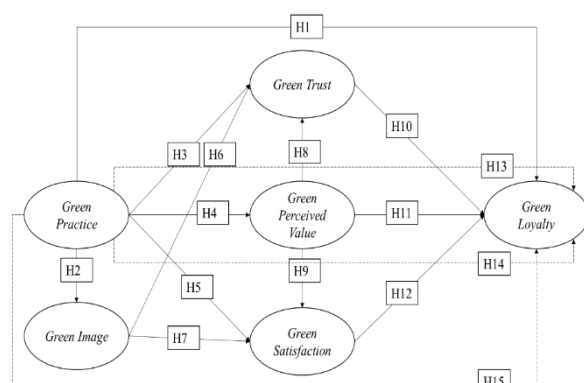 H1
Green Trust
H3
H6
H10
H8
H13
Green
Practice
H4
Green
Perceived
Value
H11
Green
Loyalty
H2
H5
H9
H14
H12
Green Image
H7
Green
Satisfaction
H15